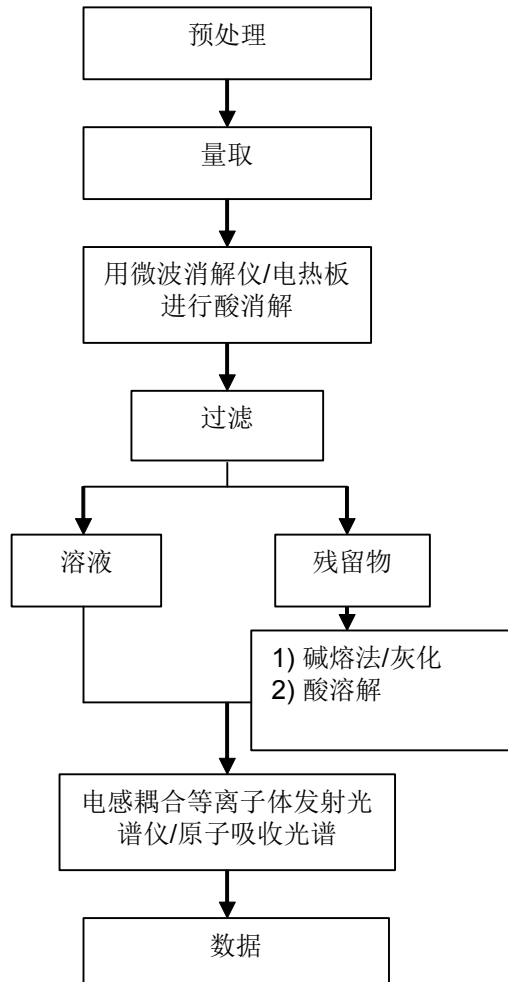 预处理
量取
用微波消解仪/电热板
进行酸消解
过滤
溶液
残留物
1) 碱熔法/灰化
2) 酸溶解
电感耦合等离子体发射光
谱仪/原子吸收光谱
数据